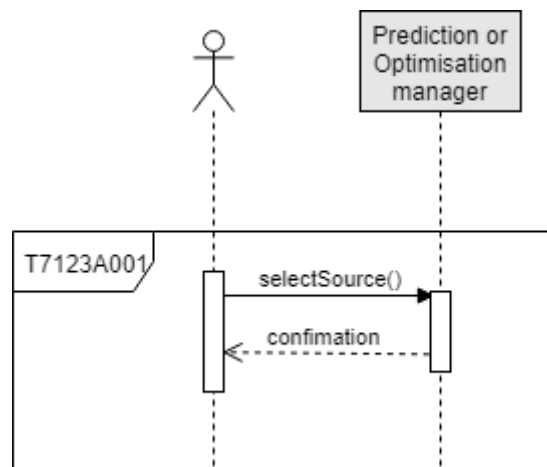 Prediction or
Optimisation
manager
T7123A001
selectSource()
confimation